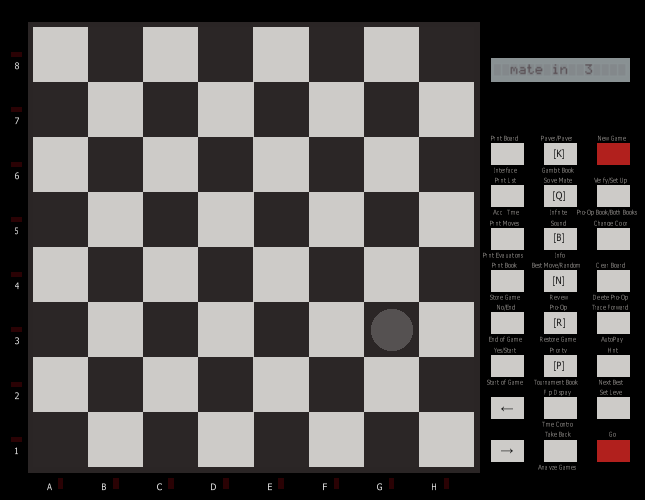 mate in 3
8
7
6
5
4
3
2
1
A B C D E F G H
Print Board Player/Player New Game
[K]
Interface Gambit Book
Print List Solve Mate Verify/Set Up
[Q]
Acc. Time Infinite Pro-Op Book/Both Books
Print Moves Sound Change Color
[B]
Print Evaluations Info
Print Book Best Move/Random Clear Board
[N]
Store Game Review Delete Pro-Op
No/End Pro-Op Trace Forward
[R]
End of Game Restore Game AutoPlay
Yes/Start Priority Hint
[P]
Start of Game Tournament Book Next Best
Flip Display Set Level
←
Time Control
Take Back Go
→
Analyze Games